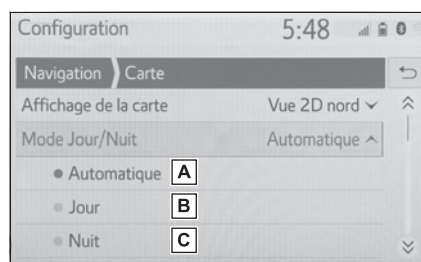 Configuration 5:48
Navigation Carte
Affichage de la carte Vue 2D nord
Mode Jour/Nuit Automatique
Automatique A
Jour B
Nuit C